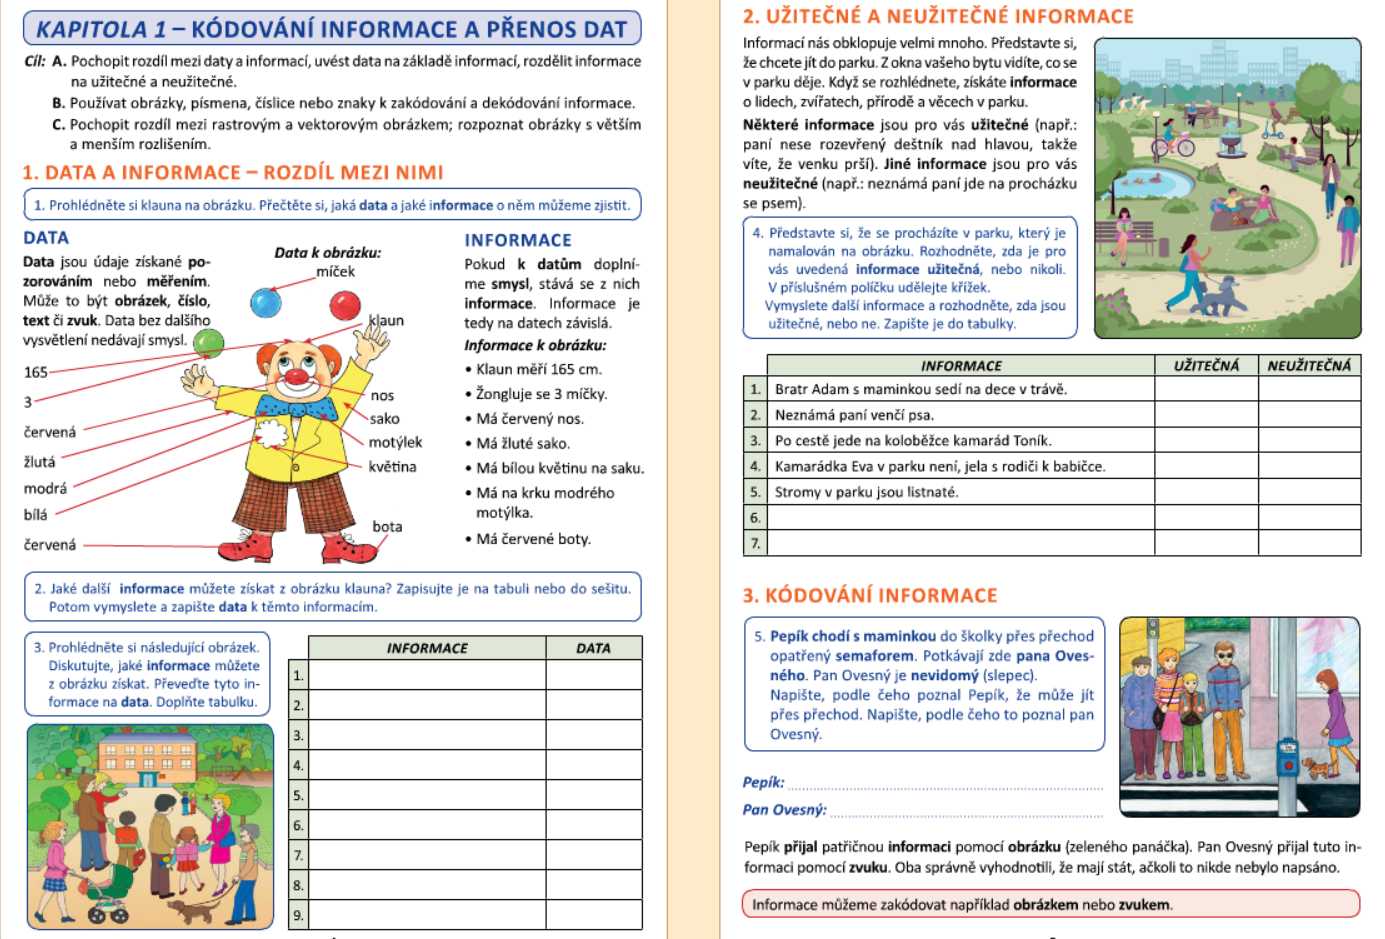 KAPITOLA 1 – KÓDOVÁNÍ INFORMACE A PŘENOS DAT
Cíl: A. Pochopit rozdíl mezi daty a informací, uvést data na základě informací, rozdělit informace
na užitečné a neužitečné.
B. Používat obrázky, písmena, číslice nebo znaky k zakódování a dekódování informace.
C. Pochopit rozdíl mezi rastrovým a vektorovým obrázkem; rozpoznat obrázky s větším
a menším rozlišením.
1. DATA A INFORMACE – ROZDÍL MEZI NIMI
1. Prohlédněte si klauna na obrázku. Přečtěte si, jaká data a jaké informace o něm můžeme zjistit.
DATA
Data jsou údaje získané po-
zorováním nebo měřením.
Může to být obrázek, číslo,
text či zvuk. Data bez dalšího
vysvětlení nedávají smysl.
165
3
červená
žlutá
modrá
bílá
červená
Data k obrázku:
míček
klaun
nos
sako
motýlek
květina
bota
INFORMACE
Pokud k datům doplní-
me smysl, stává se z nich
informace. Informace je
tedy na datech závislá.
Informace k obrázku:
• Klaun měří 165 cm.
• Žongluje se 3 míčky.
• Má červený nos.
• Má žluté sako.
• Má bílou květinu na saku.
• Má na krku modrého
motýlka.
• Má červené boty.
2. Jaké další informace můžete získat z obrázku klauna? Zapisujte je na tabuli nebo do sešitu.
Potom vymyslete a zapište data k těmto informacím.
3. Prohlédněte si následující obrázek.
Diskutujte, jaké informace můžete
z obrázku získat. Převeďte tyto in-
formace na data. Doplňte tabulku.
INFORMACE DATA
1.
2.
3.
4.
5.
6.
7.
8.
9.
2. UŽITEČNÉ A NEUŽITEČNÉ INFORMACE
Informací nás obklopuje velmi mnoho. Představte si,
že chcete jít do parku. Z okna vašeho bytu vidíte, co se
v parku děje. Když se rozhlédnete, získáte informace
o lidech, zvířatech, přírodě a věcech v parku.
Některé informace jsou pro vás užitečné (např.:
paní nese rozevřený deštník nad hlavou, takže
víte, že venku prší). Jiné informace jsou pro vás
neužitečné (např.: neznámá paní jde na procházku
se psem).
4. Představte si, že se procházíte v parku, který je
namalován na obrázku. Rozhodněte, zda je pro
vás uvedená informace užitečná, nebo nikoli.
V příslušném políčku udělejte křížek.
Vymyslete další informace a rozhodněte, zda jsou
užitečné, nebo ne. Zapište je do tabulky.
INFORMACE UŽITEČNÁ NEUŽITEČNÁ
1. Bratr Adam s maminkou sedí na dece v trávě.
2. Neznámá paní venčí psa.
3. Po cestě jede na koloběžce kamarád Toník.
4. Kamarádka Eva v parku není, jela s rodiči k babičce.
5. Stromy v parku jsou listnaté.
6.
7.
3. KÓDOVÁNÍ INFORMACE
5. Pepík chodí s maminkou do školky přes přechod
opatřený semaforem. Potkávají zde pana Oves-
ného. Pan Ovesný je nevidomý (slepec).
Napište, podle čeho poznal Pepík, že může jít
přes přechod. Napište, podle čeho to poznal pan
Ovesný.
Pepík:
Pan Ovesný:
Pepík přijal patřičnou informaci pomocí obrázku (zeleného panáčka). Pan Ovesný přijal tuto in-
formaci pomocí zvuku. Oba správně vyhodnotili, že mají stát, ačkoli to nikde nebylo napsáno.
Informace můžeme zakódovat například obrázkem nebo zvukem.